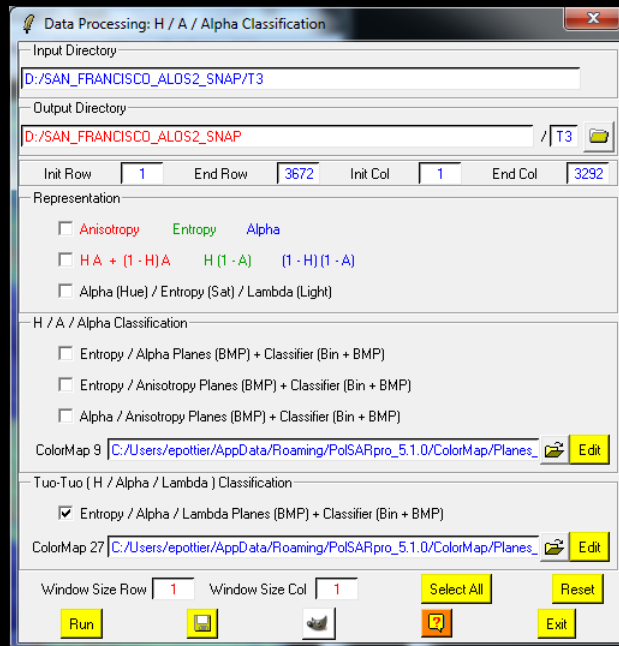 Data Processing: H / A / Alpha Classification
Input Directory
D:/SAN_FRANCISCO_ALOS2_SNAP/T3
Output Directory
D:/SAN_FRANCISCO_ALOS2_SNAP / T3
Init Row 1 End Row 3672 Init Col 1 End Col 3292
Representation
Anisotropy Entropy Alpha
H A + (1 - H) A H (1 - A) (1 - H) (1 - A)
Alpha (Hue) / Entropy (Sat) / Lambda (Light)
H / A / Alpha Classification
Entropy / Alpha Planes (BMP) + Classifier (Bin + BMP)
Entropy / Anisotropy Planes (BMP) + Classifier (Bin + BMP)
Alpha / Anisotropy Planes (BMP) + Classifier (Bin + BMP)
ColorMap 9 C:/Users/epottier/AppData/Roaming/PolSARpro_5.1.0/ColorMap/Planes_ Edit
Tuo-Tuo ( H / Alpha / Lambda ) Classification
Entropy / Alpha / Lambda Planes (BMP) + Classifier (Bin + BMP)
ColorMap 27 C:/Users/epottier/AppData/Roaming/PolSARpro_5.1.0/ColorMap/Planes_ Edit
Window Size Row 1 Window Size Col 1 Select All Reset
Run ? Exit